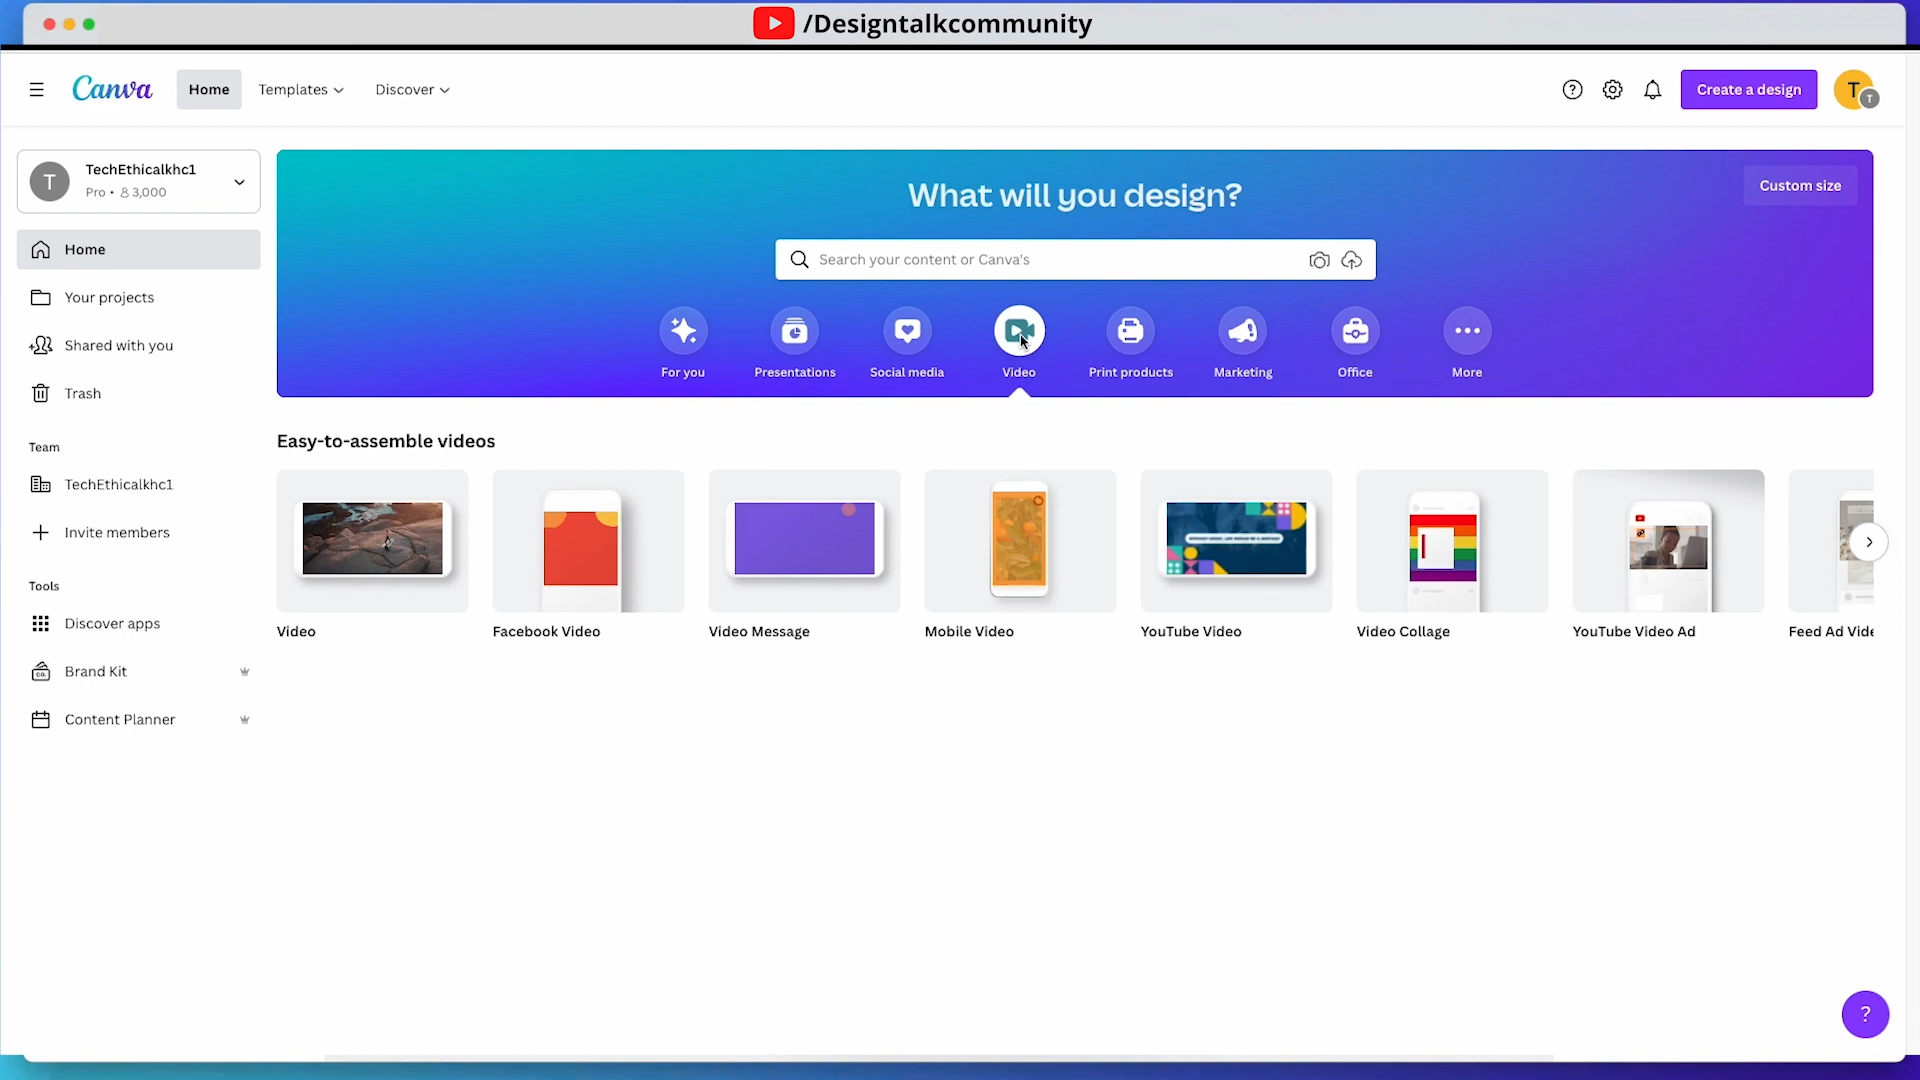 /Designtalkcommunity
Canva
Home
Templates
Discover
Create a design
T
T
T
TechEthicalkhc1
Pro • 3,000
Home
Your projects
Shared with you
Trash
Team
TechEthicalkhc1
Invite members
Tools
Discover apps
Brand Kit
Content Planner
What will you design?
Custom size
Search your content or Canva's
For you
Presentations
Social media
Video
Print products
Marketing
Office
More
Easy-to-assemble videos
Video
Facebook Video
Video Message
Mobile Video
YouTube Video
Video Collage
YouTube Video Ad
Feed Ad Vide
?